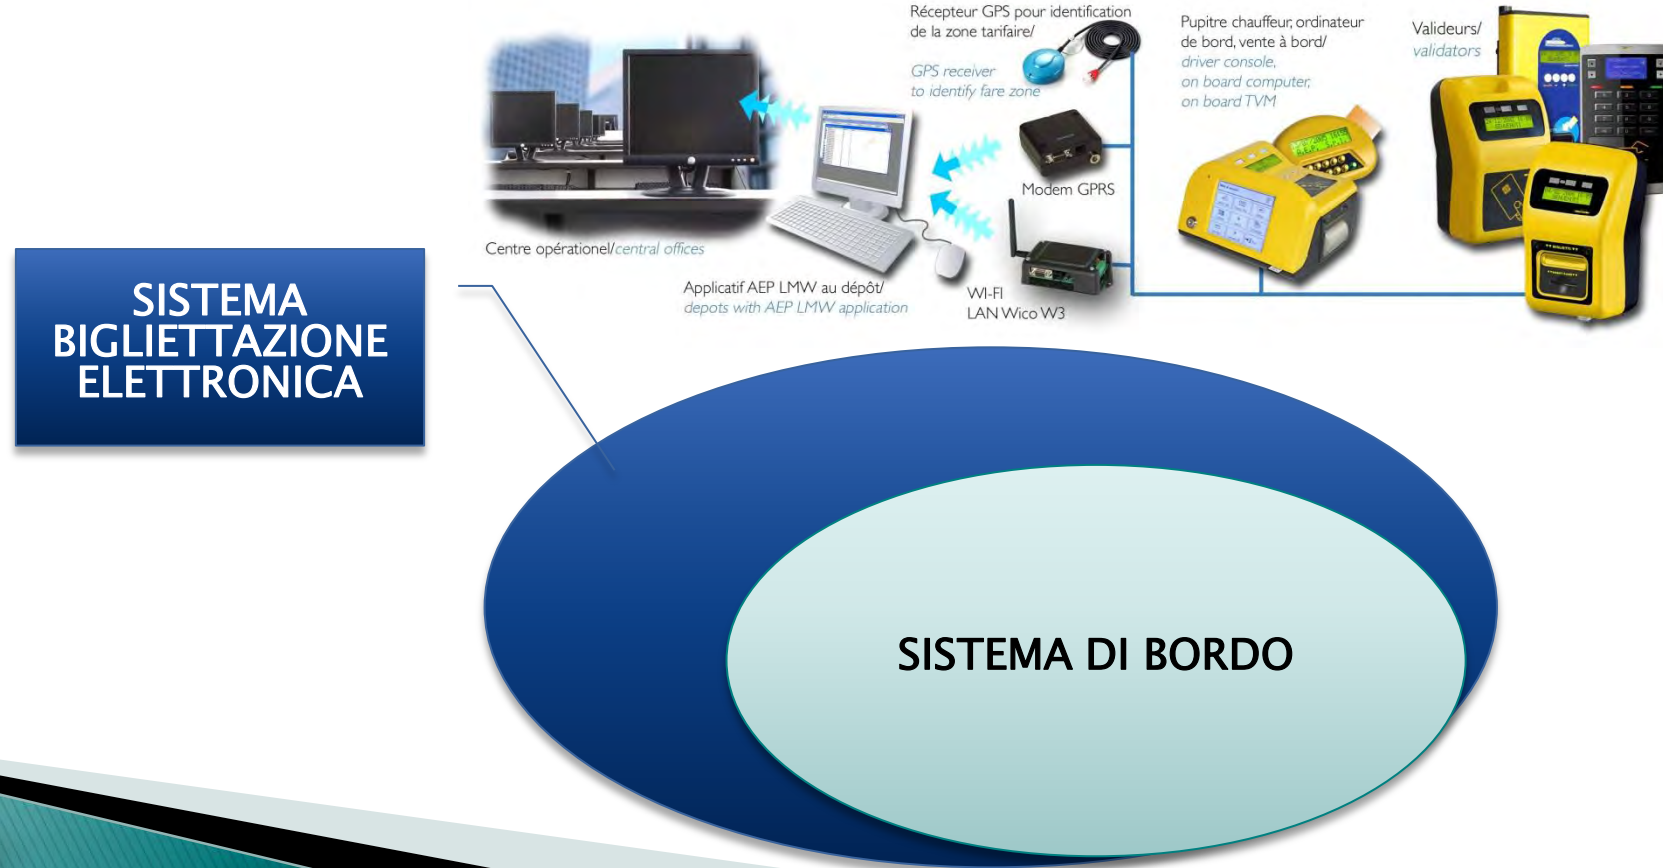 Récepteur GPS pour identification
de la zone tarifaire/
GPS receiver
to identify fare zone
Pupitre chauffeur, ordinateur
de bord, vente à bord/
driver console,
on board computer,
on board TVM
Valideurs/
validators
Modem GPRS
Centre opérationel/central offices
Applicatif AEP LMW au dépôt/
depots with AEP LMW application
WI-FI
LAN Wico W3
SISTEMA
BIGLIETTAZIONE
ELETTRONICA
SISTEMA DI BORDO